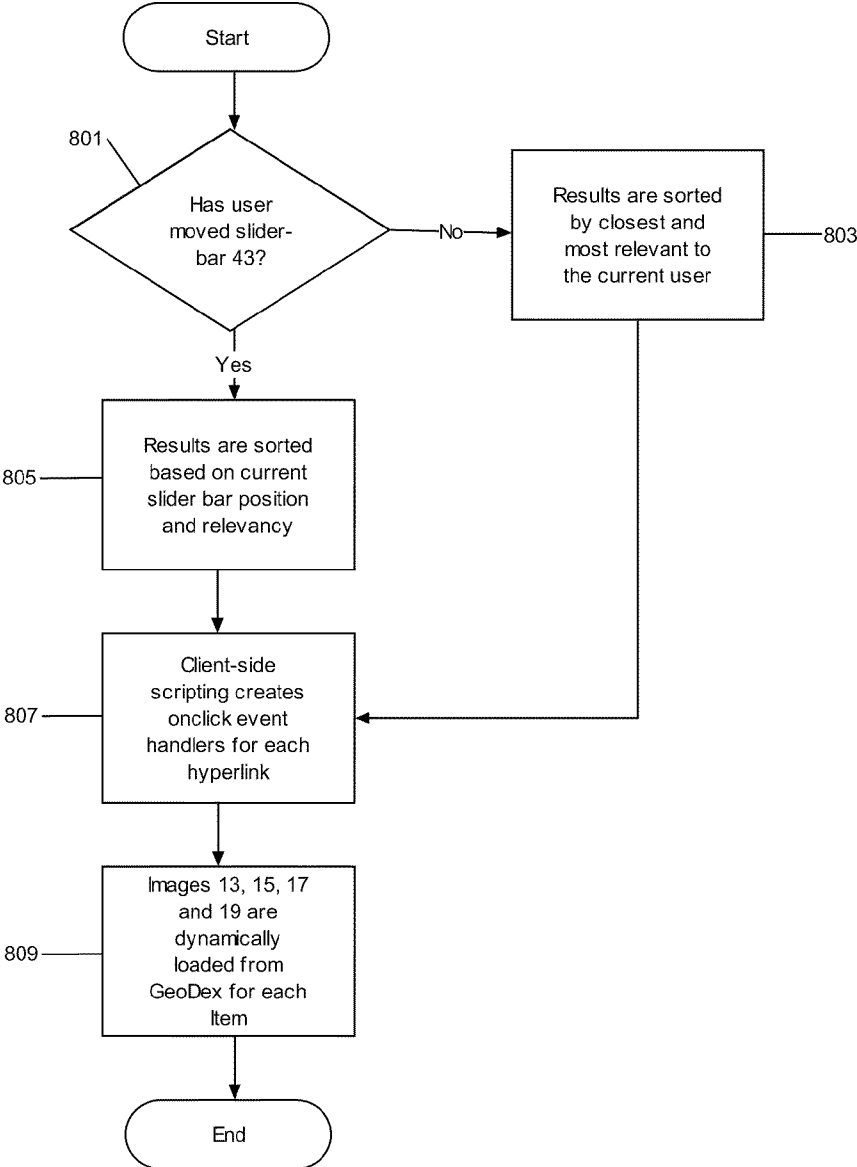 Start
801
Has user
moved slider-
bar 43?
No
Results are sorted
by closest and
most relevant to
the current user
803
Yes
805
Results are sorted
based on current
slider bar position
and relevancy
807
Client-side
scripting creates
onclick event
handlers for each
hyperlink
809
Images 13, 15, 17
and 19 are
dynamically
loaded from
GeoDex for each
Item
End